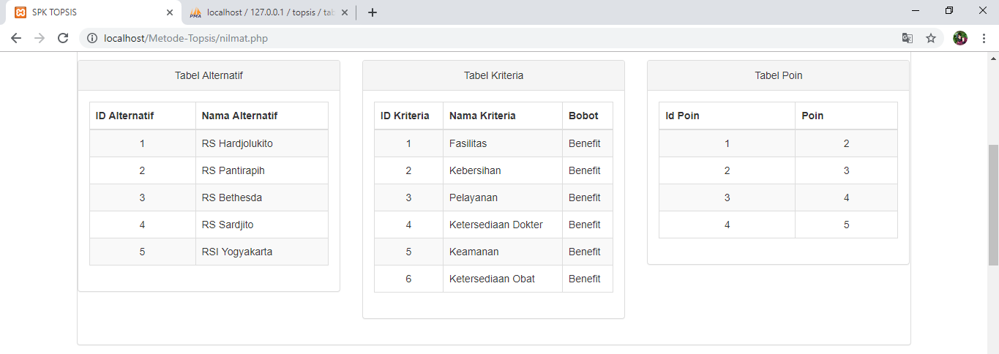 SPK TOPSIS
localhost / 127.0.0.1 / topsis / tab
localhost/Metode-Topsis/nilmat.php
Tabel Alternatif
ID Alternatif Nama Alternatif
1 RS Hardjolukito
2 RS Pantirapih
3 RS Bethesda
4 RS Sardjito
5 RSI Yogyakarta
Tabel Kriteria
ID Kriteria Nama Kriteria Bobot
1 Fasilitas Benefit
2 Kebersihan Benefit
3 Pelayanan Benefit
4 Ketersediaan Dokter Benefit
5 Keamanan Benefit
6 Ketersediaan Obat Benefit
Tabel Poin
Id Poin Poin
1 2
2 3
3 4
4 5